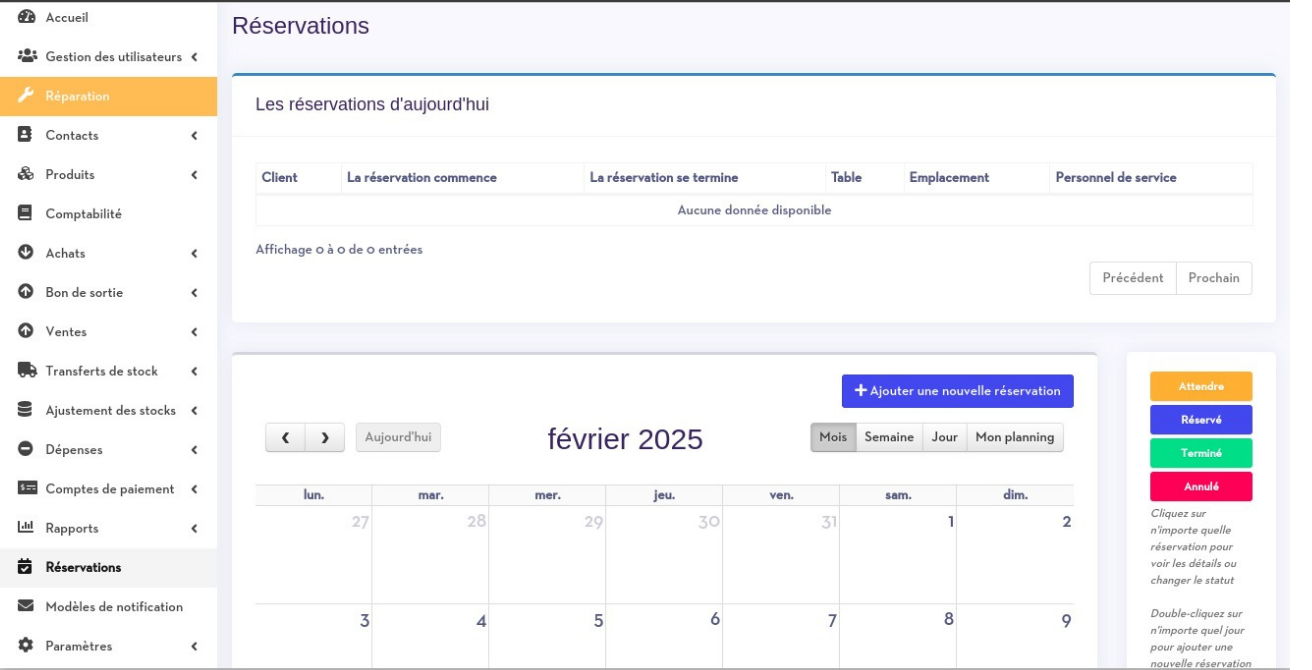 Accueil
Gestion des utilisateurs
Réparation
Contacts
Produits
Comptabilité
Achats
Bon de sortie
Ventes
Transferts de stock
Ajustement des stocks
Dépenses
Comptes de paiement
Rapports
Réservations
Modèles de notification
Paramètres
Réservations
Les réservations d'aujourd'hui
Client La réservation commence La réservation se termine Table Emplacement Personnel de service
Aucune donnée disponible
Affichage 0 à 0 de 0 entrées
Précédent Prochain
Ajouter une nouvelle réservation
Aujourd'hui février 2025 Mois Semaine Jour Mon planning
lun. mar. mer. jeu. ven. sam. dim.
27 28 29 30 31 1 2
3 4 5 6 7 8 9
Attendre
Réservé
Terminé
Annulé
Cliquez sur
n'importe quelle
réservation pour
voir les détails ou
changer le statut
Double-cliquez sur
n'importe quel jour
pour ajouter une
nouvelle réservation